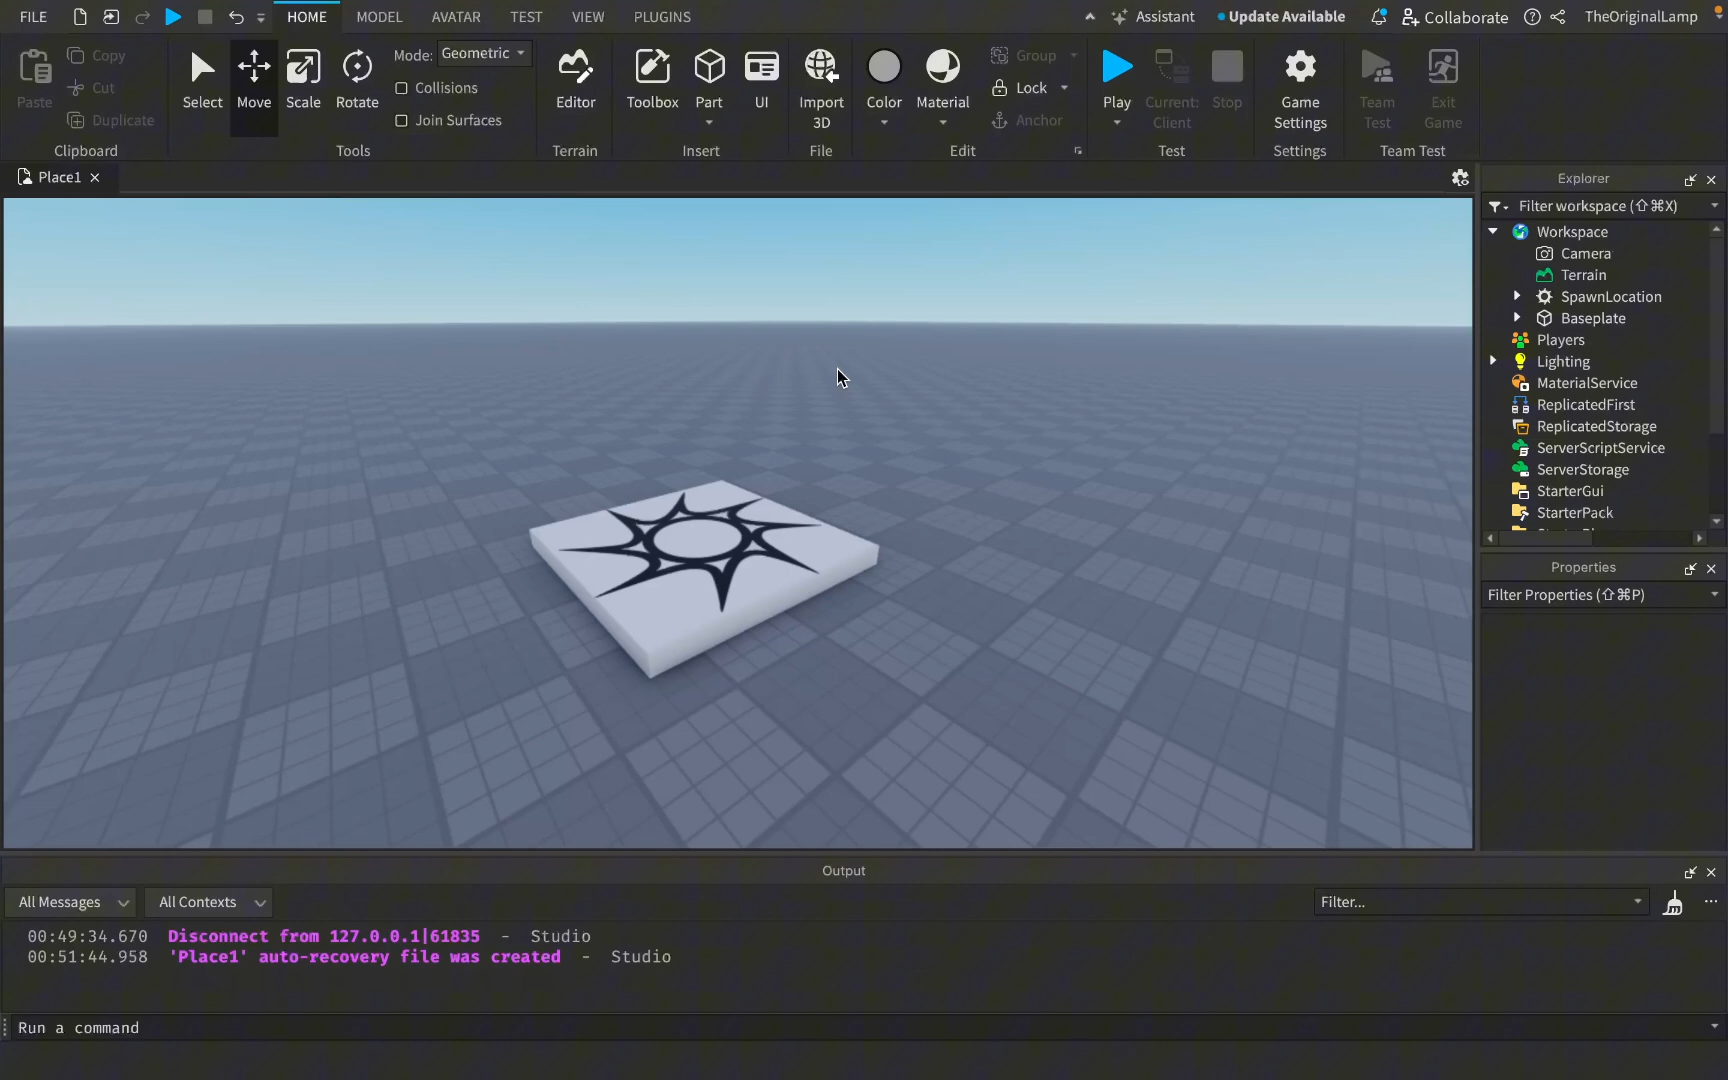 FILE HOME MODEL AVATAR TEST VIEW PLUGINS Assistant Update Available Collaborate TheOriginalLamp
Paste Copy Cut Duplicate
Clipboard
Select Move Scale Rotate Mode: Geometric Collisions Join Surfaces
Tools
Editor
Terrain
Toolbox Part UI
Insert
Import 3D
File
Color Material Group Lock Anchor
Edit
Play Current: Client Stop
Test
Game Settings
Settings
Team Test Exit Game
Team Test
Place1
Explorer
Filter workspace (⇧⌘X)
Workspace
Camera
Terrain
SpawnLocation
Baseplate
Players
Lighting
MaterialService
ReplicatedFirst
ReplicatedStorage
ServerScriptService
ServerStorage
StarterGui
StarterPack
Properties
Filter Properties (⇧⌘P)
Output
All Messages All Contexts Filter...
00:49:34.670 Disconnect from 127.0.0.1|61835 - Studio
00:51:44.958 'Place1' auto-recovery file was created - Studio
Run a command